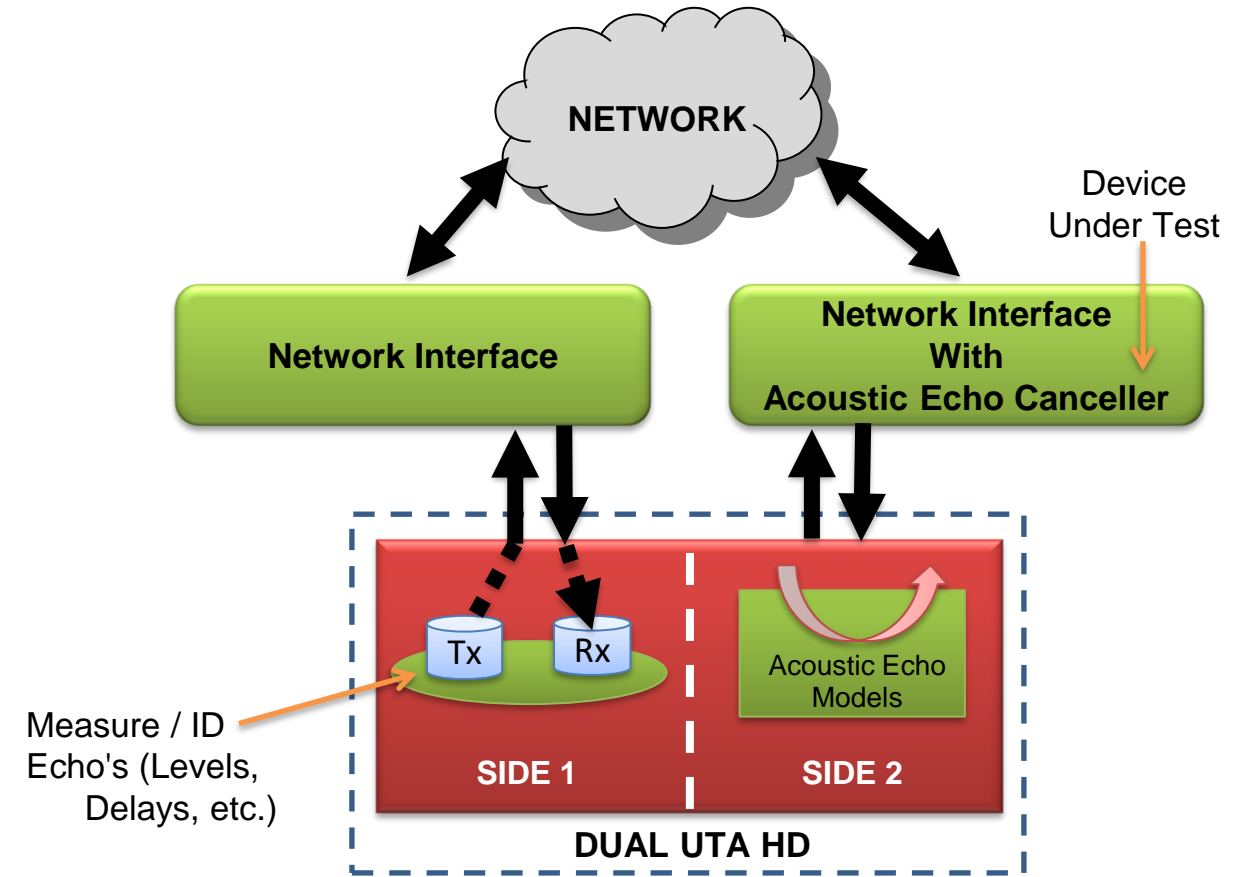 NETWORK
Device
Under Test
Network Interface
Network Interface
With
Acoustic Echo Canceller
Tx
Rx
Acoustic Echo
Models
Measure / ID
Echo's (Levels,
Delays, etc.)
SIDE 1
SIDE 2
DUAL UTA HD